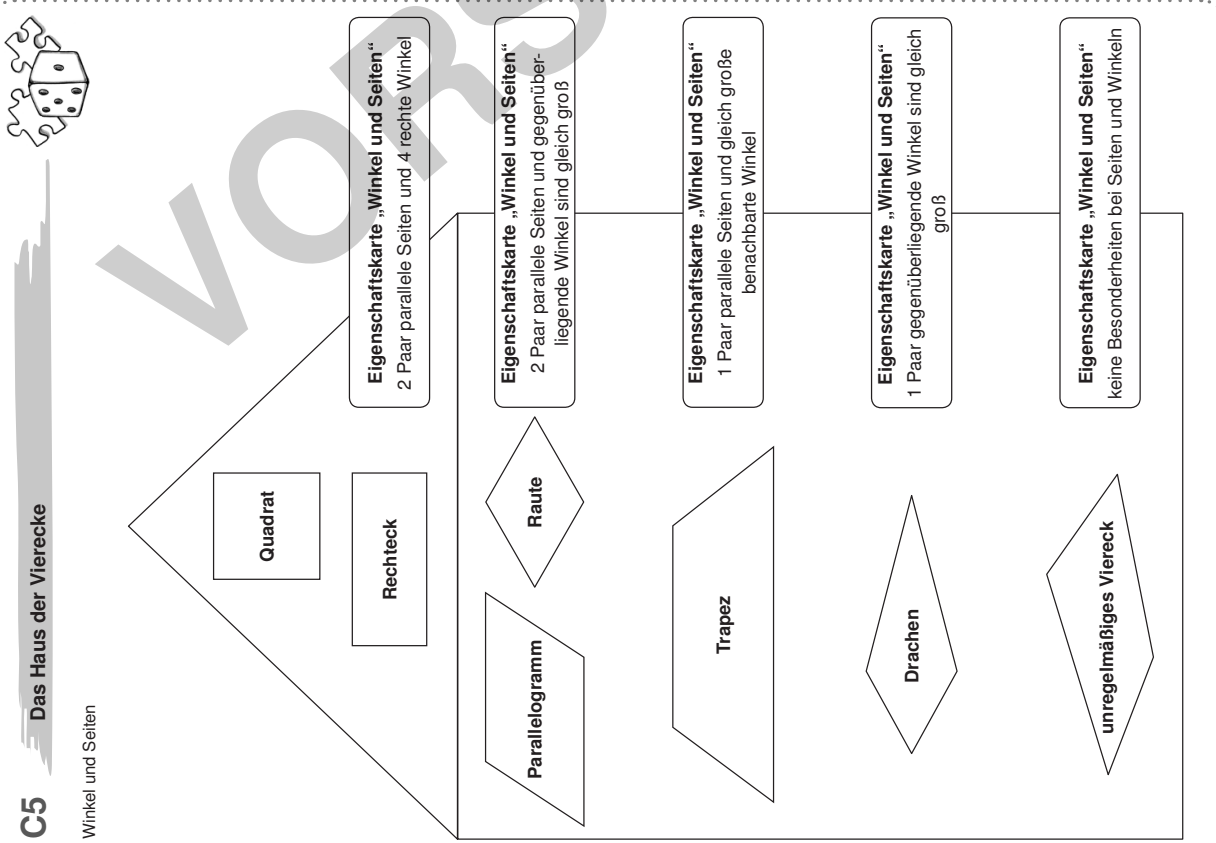 C5
Das Haus der Vierecke
Winkel und Seiten
Quadrat
Rechteck
Eigenschaftskarte „Winkel und Seiten“
2 Paar parallele Seiten und 4 rechte Winkel
Parallelogramm
Raute
Eigenschaftskarte „Winkel und Seiten“
2 Paar parallele Seiten und gegenüber-
liegende Winkel sind gleich groß
Trapez
Eigenschaftskarte „Winkel und Seiten“
1 Paar parallele Seiten und gleich große
benachbarte Winkel
Drachen
Eigenschaftskarte „Winkel und Seiten“
1 Paar gegenüberliegende Winkel sind gleich
groß
unregelmäßiges Viereck
Eigenschaftskarte „Winkel und Seiten“
keine Besonderheiten bei Seiten und Winkeln
VORS